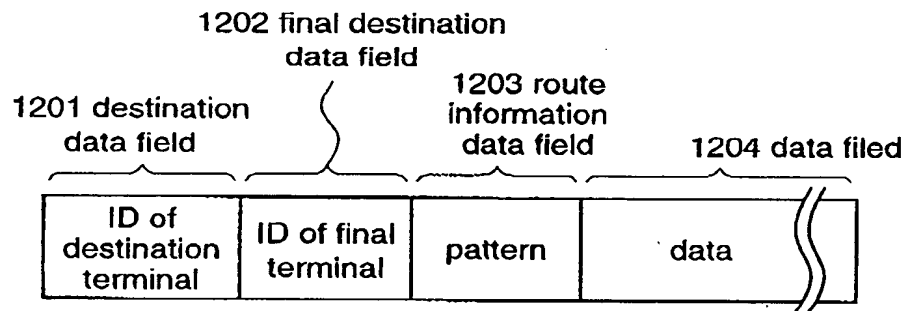 1202 final destination
data field
1203 route
information
data field
1201 destination
data field
1204 data filed
ID of
destination
terminal
ID of final
terminal
pattern
data